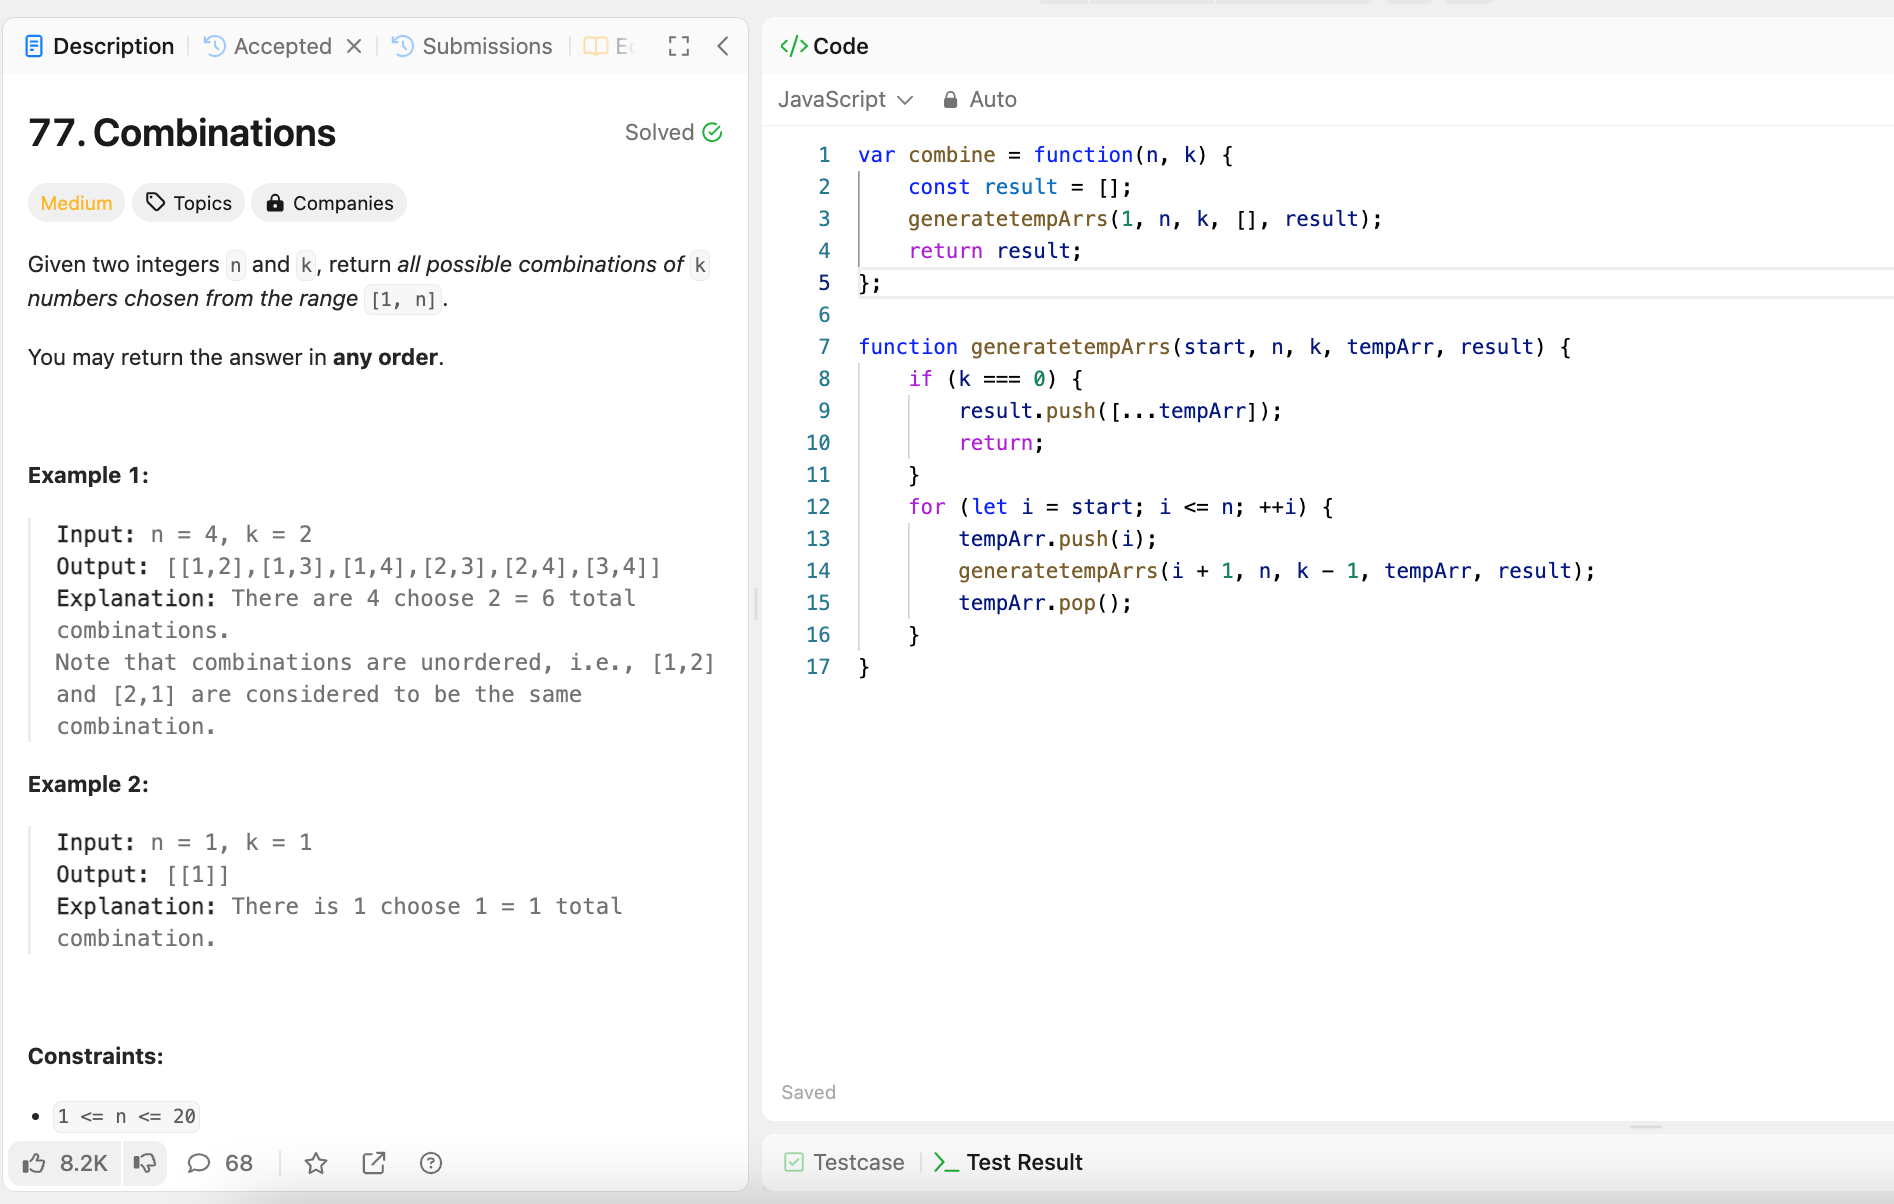 Description
Accepted
Submissions
77. Combinations
Solved
Medium
Topics
Companies
Given two integers n and k, return all possible combinations of k
numbers chosen from the range [1, n].
You may return the answer in any order.
Example 1:
Input: n = 4, k = 2
Output: [[1,2],[1,3],[1,4],[2,3],[2,4],[3,4]]
Explanation: There are 4 choose 2 = 6 total
combinations.
Note that combinations are unordered, i.e., [1,2]
and [2,1] are considered to be the same
combination.
Example 2:
Input: n = 1, k = 1
Output: [[1]]
Explanation: There is 1 choose 1 = 1 total
combination.
Constraints:
• 1 <= n <= 20
8.2K
68
</> Code
JavaScript
Auto
1 var combine = function(n, k) {
2     const result = [];
3     generatetempArrs(1, n, k, [], result);
4     return result;
5 };
6
7 function generatetempArrs(start, n, k, tempArr, result) {
8     if (k === 0) {
9         result.push([...tempArr]);
10         return;
11     }
12     for (let i = start; i <= n; ++i) {
13         tempArr.push(i);
14         generatetempArrs(i + 1, n, k - 1, tempArr, result);
15         tempArr.pop();
16     }
17 }
Saved
Testcase
Test Result